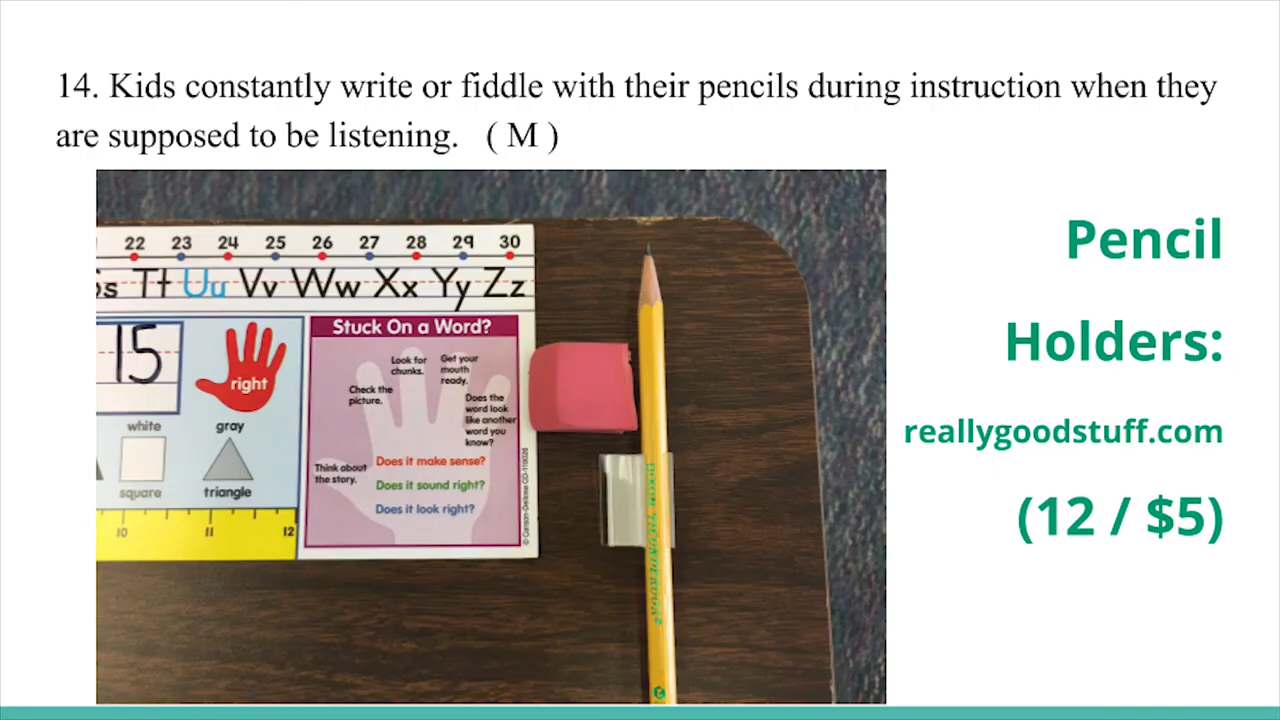 14. Kids constantly write or fiddle with their pencils during instruction when they
are supposed to be listening. ( M )
22 23 24 25 26 27 28 29 30
s Tt Uu Vv Ww Xx Yy Zz
15
right
white
gray
square
triangle
10 11 12
Stuck On a Word?
Look for
chunks.
Get your
mouth
ready.
Check the
picture.
Does the
word look
like another
word you
know?
Think about
the story.
Does it make sense?
Does it sound right?
Does it look right?
Pencil
Holders:
reallygoodstuff.com
(12 / $5)